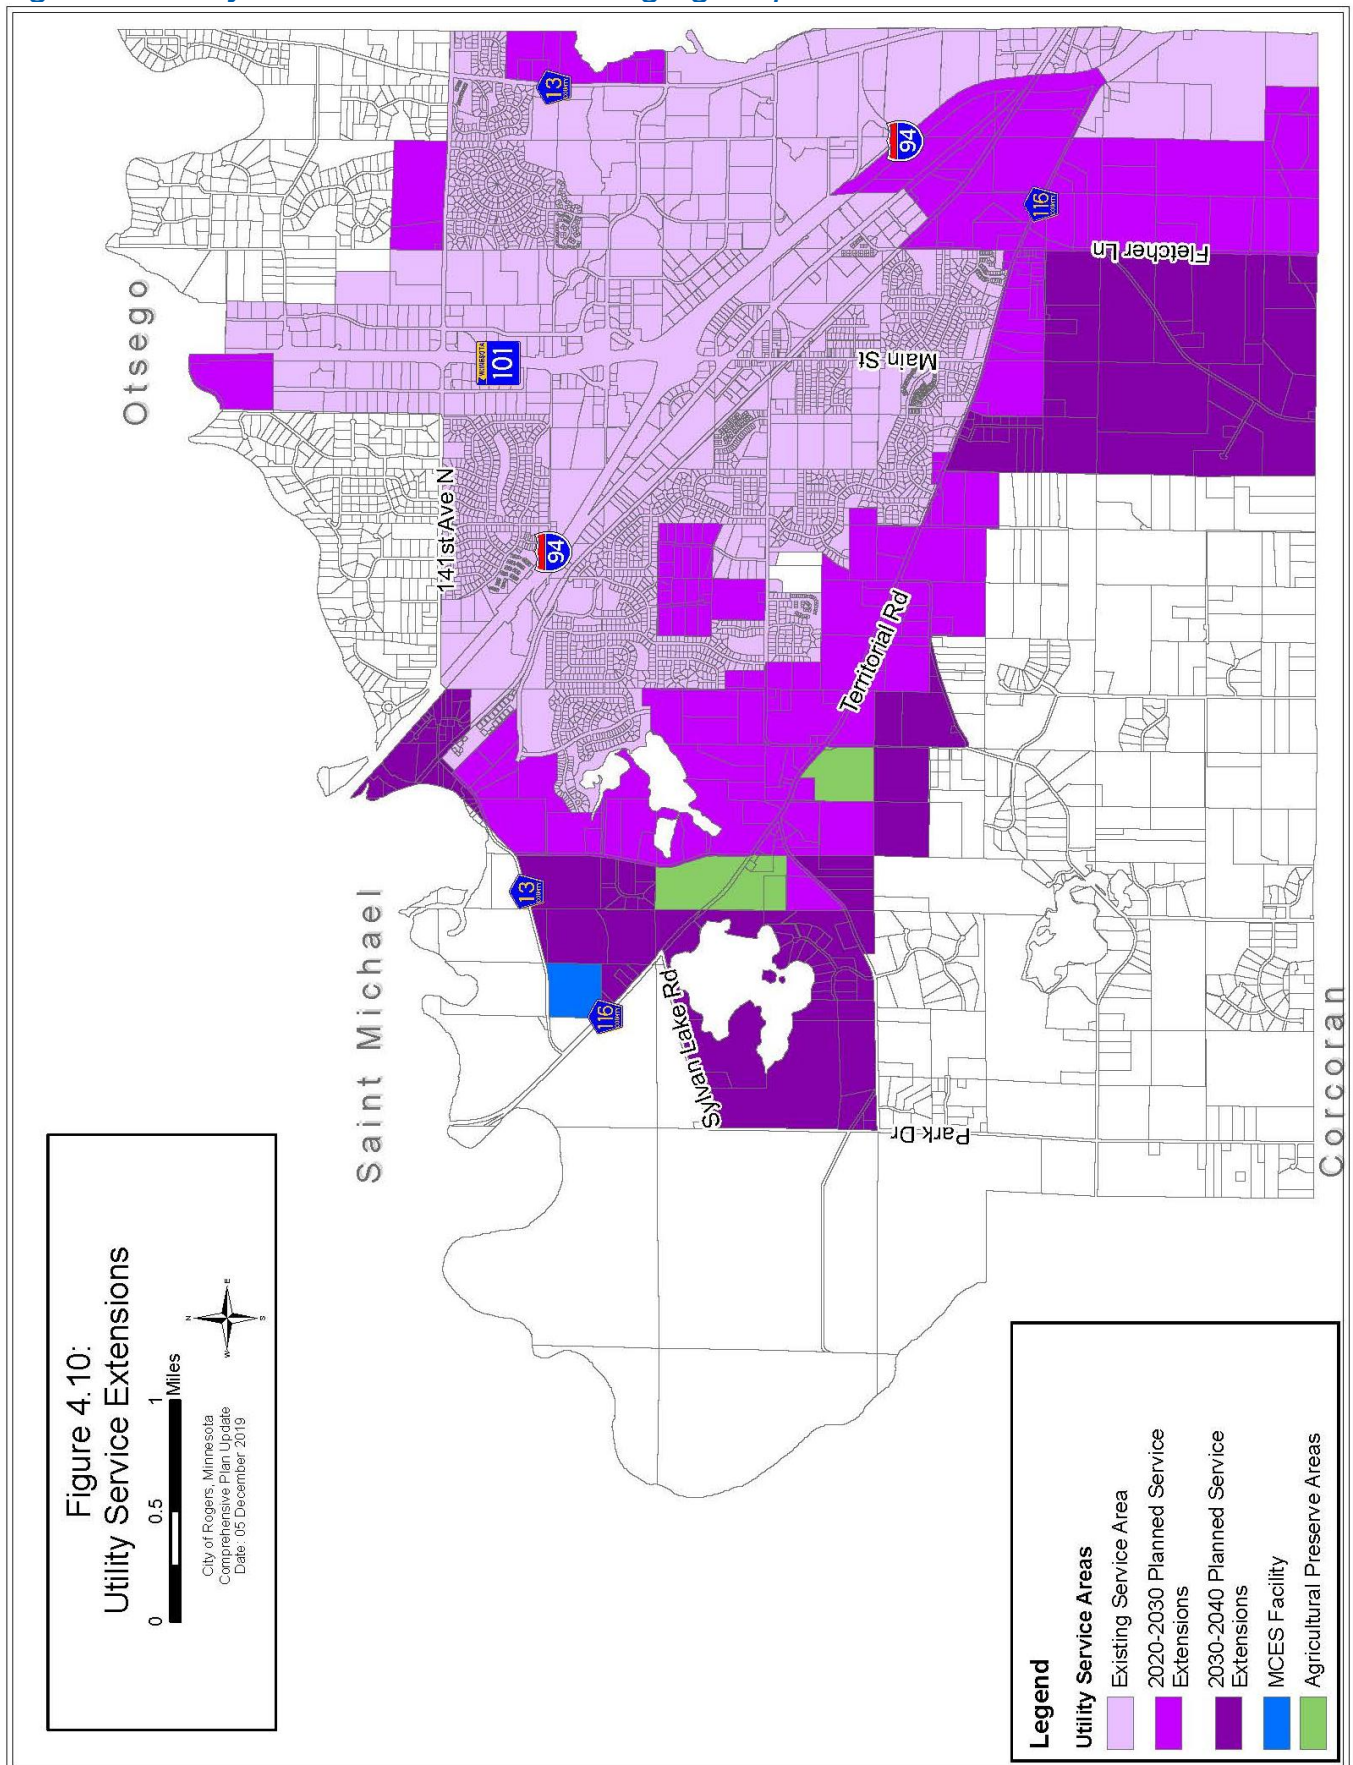 Figure 4.10:
Utility Service Extensions
0 0.5 1
Miles
City of Rogers, Minnesota
Comprehensive Plan Update
Date: 05 December 2019
N
W E
S
Otsego
Saint Michael
Corcoran
141st Ave N
Main St
Fletcher Ln
Territorial Rd
Sylvan Lake Rd
Park Dr
13
13
94
94
116
116
MINNESOTA
101
Legend
Utility Service Areas
Existing Service Area
2020-2030 Planned Service
Extensions
2030-2040 Planned Service
Extensions
MCES Facility
Agricultural Preserve Areas